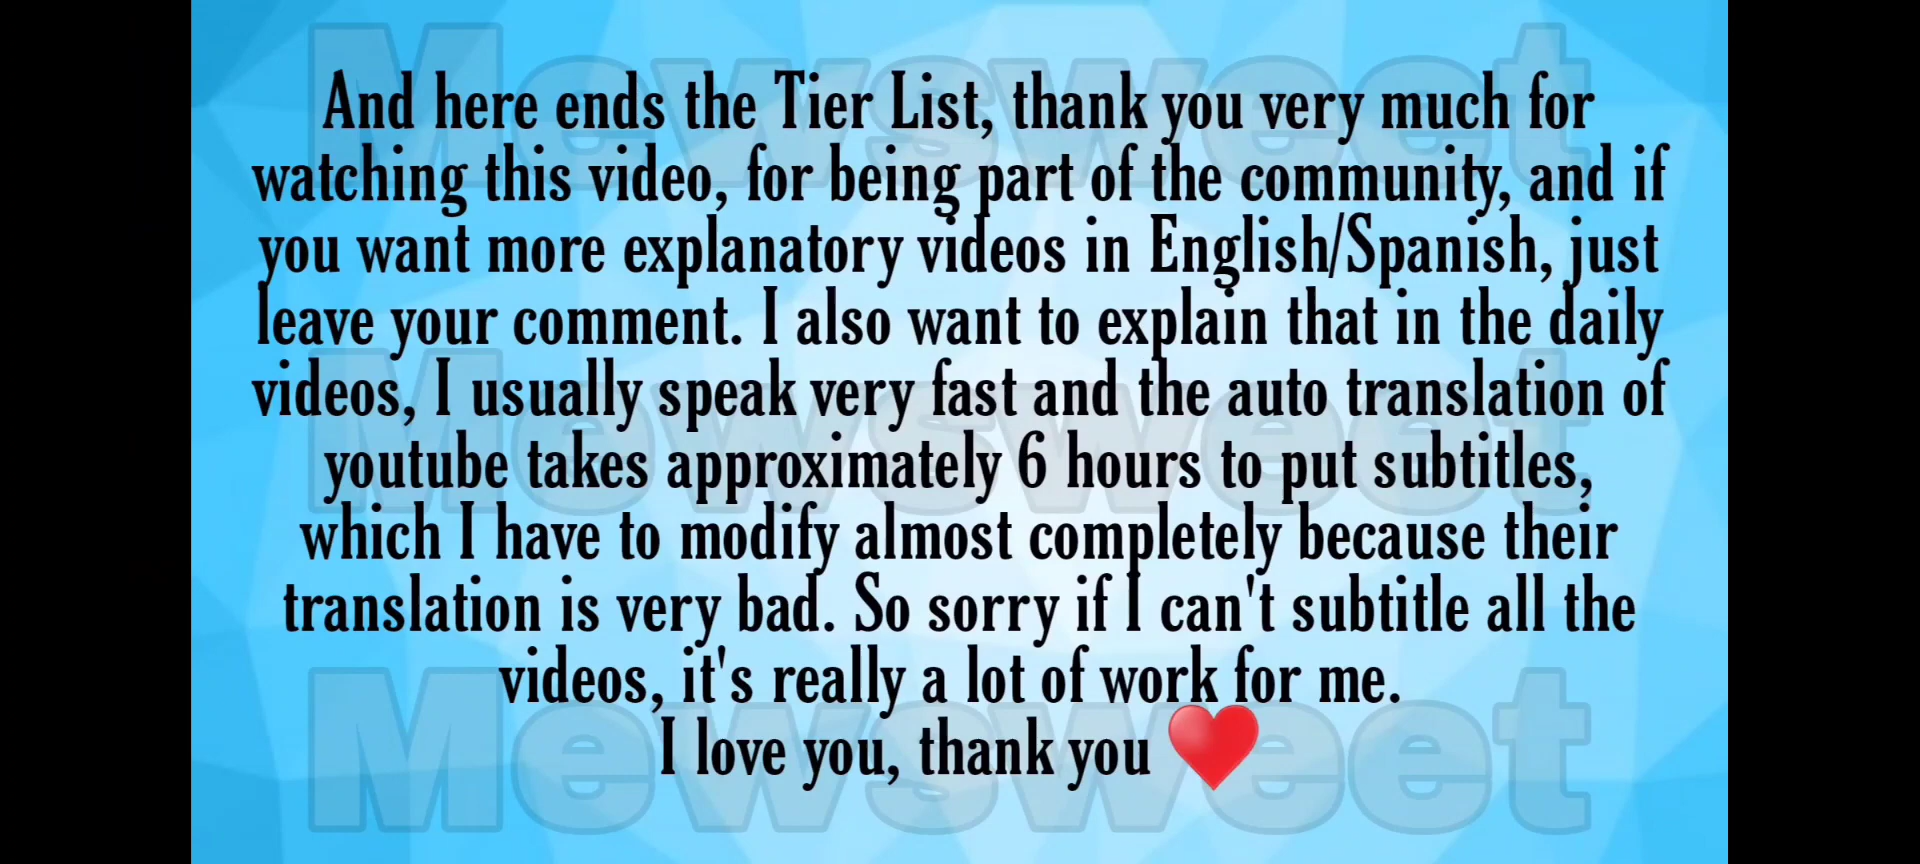 And here ends the Tier List, thank you very much for
watching this video, for being part of the community, and if
you want more explanatory videos in English/Spanish, just
leave your comment. I also want to explain that in the daily
videos, I usually speak very fast and the auto translation of
youtube takes approximately 6 hours to put subtitles,
which I have to modify almost completely because their
translation is very bad. So sorry if I can't subtitle all the
videos, it's really a lot of work for me.
I love you, thank you ❤️
Mewsweet
Mewsweet
Mewsweet